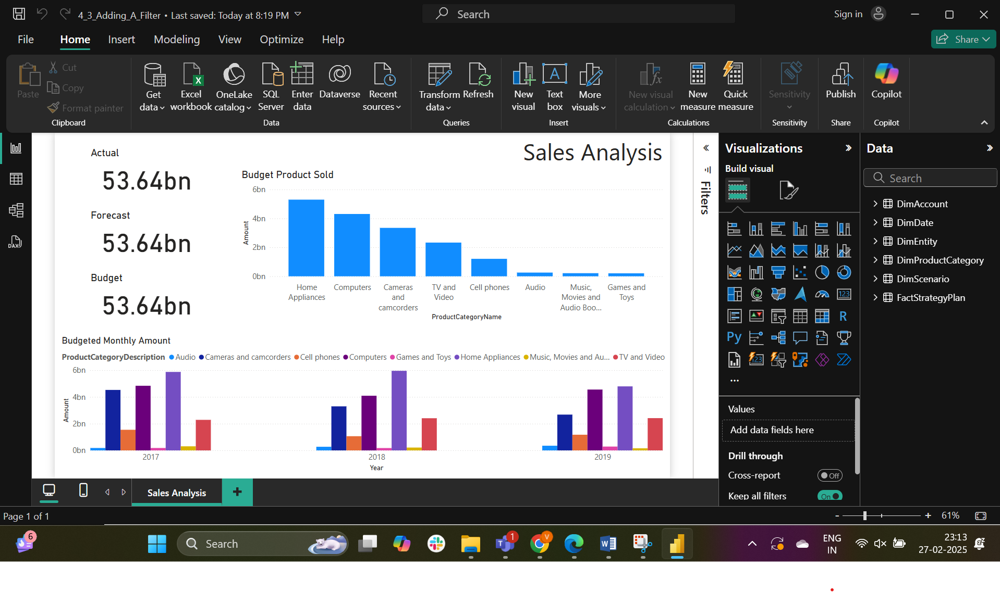 4_3_Adding_A_Filter • Last saved: Today at 8:19 PM
Search
Sign in
File
Home
Insert
Modeling
View
Optimize
Help
Share
Paste
Cut
Copy
Format painter
Clipboard
Get data
Excel workbook
OneLake catalog
SQL Server
Enter data
Dataverse
Recent sources
Data
Transform data
Refresh
Queries
New visual
Text box
More visuals
Insert
New visual calculation
New measure
Quick measure
Calculations
Sensitivity
Sensitivity
Publish
Share
Copilot
Copilot
DAX
Actual
53.64bn
Forecast
53.64bn
Budget
53.64bn
Sales Analysis
Budget Product Sold
Amount
6bn
4bn
2bn
0bn
Home Appliances
Computers
Cameras and camcorders
TV and Video
Cell phones
Audio
Music, Movies and Audio Boo...
Games and Toys
ProductCategoryName
Budgeted Monthly Amount
ProductCategoryDescription
Audio
Cameras and camcorders
Cell phones
Computers
Games and Toys
Home Appliances
Music, Movies and Au...
TV and Video
Amount
6bn
4bn
2bn
0bn
2017
2018
2019
Year
Filters
Visualizations
Build visual
123
R
Py
123
...
Values
Add data fields here
Drill through
Cross-report
Off
Keep all filters
On
Data
Search
DimAccount
DimDate
DimEntity
DimProductCategory
DimScenario
FactStrategyPlan
Sales Analysis
+
Page 1 of 1
-
+
61%
6
Search
1
V
ENG
IN
23:13
27-02-2025